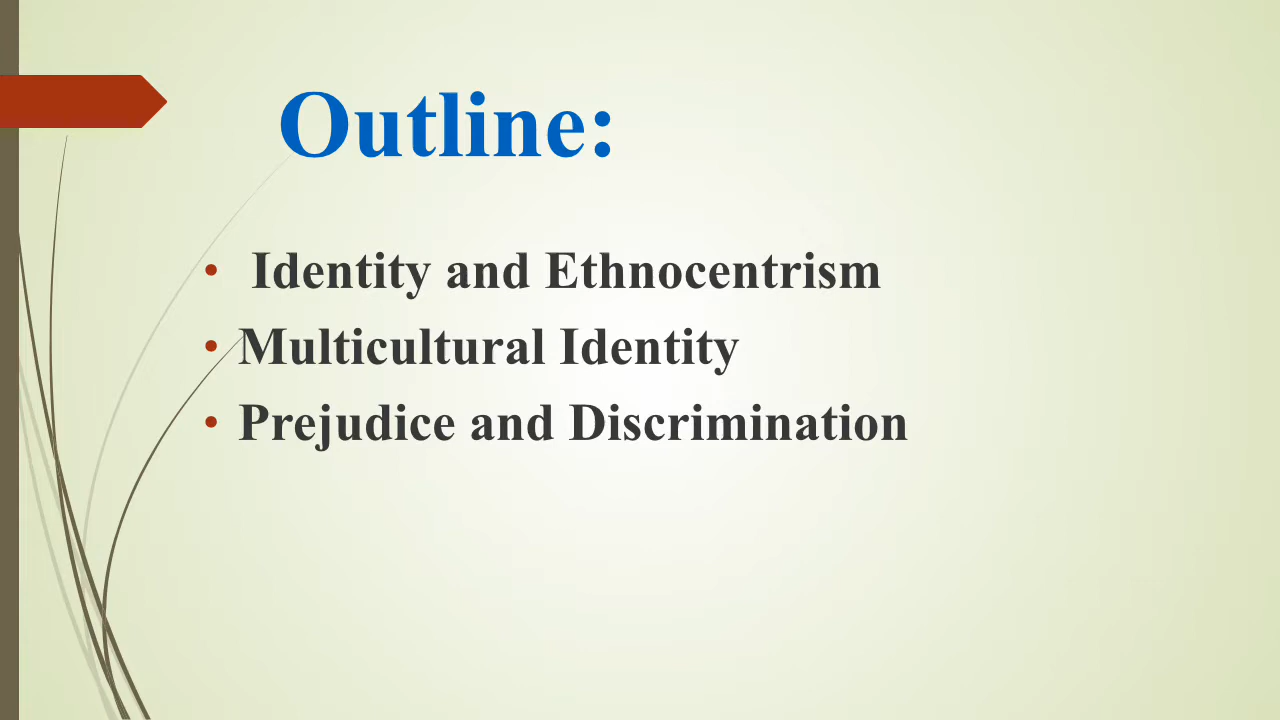 Outline:
• Identity and Ethnocentrism
• Multicultural Identity
• Prejudice and Discrimination